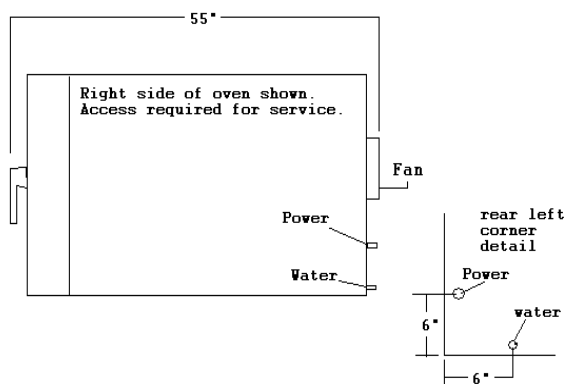 55"
Right side of oven shown.
Access required for service.
Fan
Power
Water
rear left
corner
detail
Power
water
6"
6"